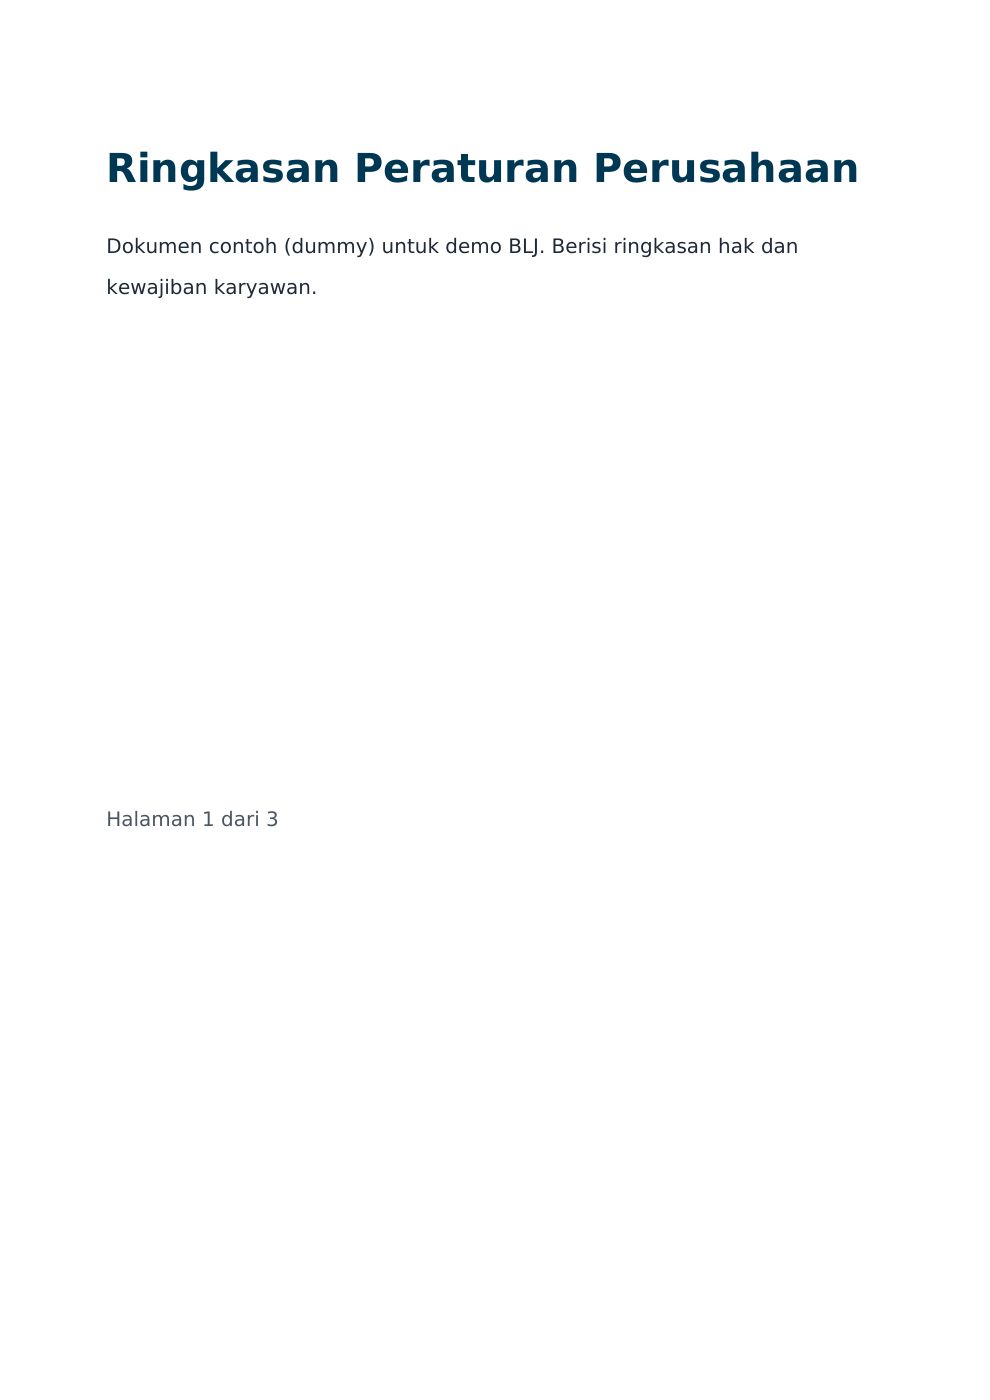 Ringkasan Peraturan Perusahaan
Dokumen contoh (dummy) untuk demo BLJ. Berisi ringkasan hak dan
kewajiban karyawan.
Halaman 1 dari 3